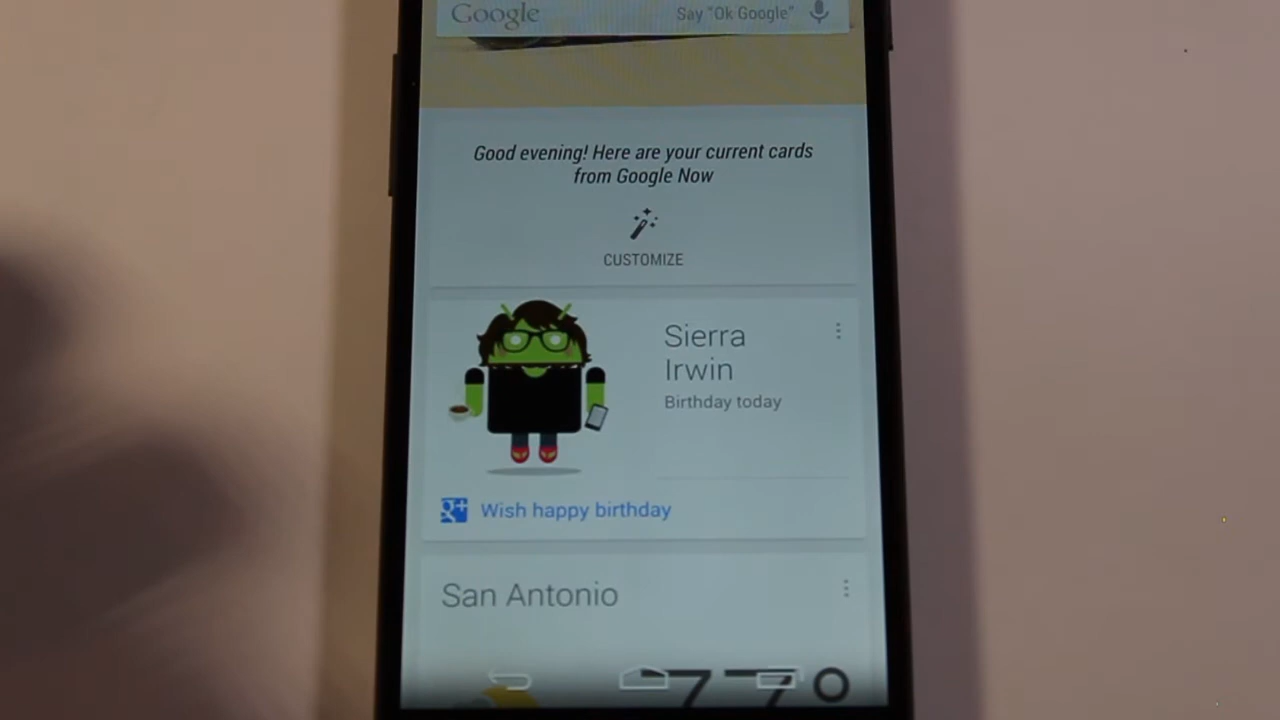 Google Say "Ok Google"
Good evening! Here are your current cards
from Google Now
CUSTOMIZE
Sierra
Irwin
Birthday today
g+ Wish happy birthday
San Antonio
77°